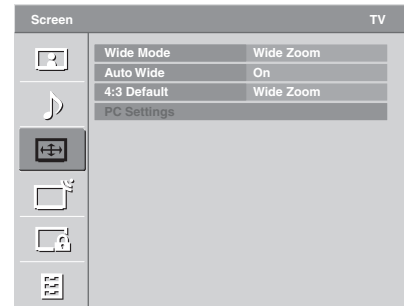 Screen TV
Wide Mode Wide Zoom
Auto Wide On
4:3 Default Wide Zoom
PC Settings